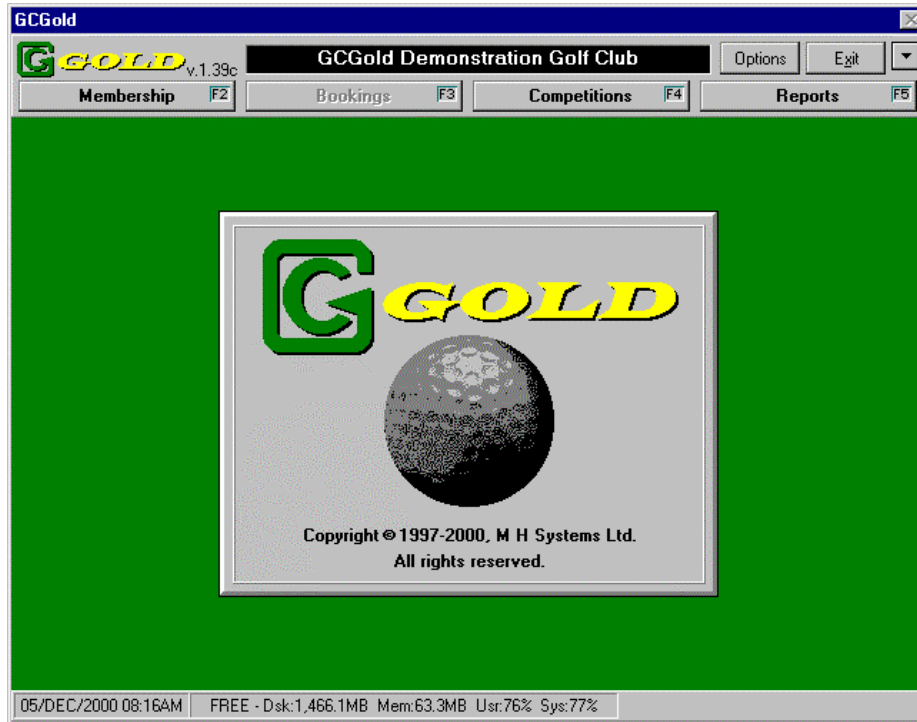 GCGold
GC GOLD v.1.39c GCGold Demonstration Golf Club Options Exit
Membership F2 Bookings F3 Competitions F4 Reports F5
GC GOLD
Copyright © 1997-2000, M H Systems Ltd.
All rights reserved.
05/DEC/2000 08:16AM FREE - Dsk:1,466.1MB Mem:63.3MB Usr:76% Sys:77%